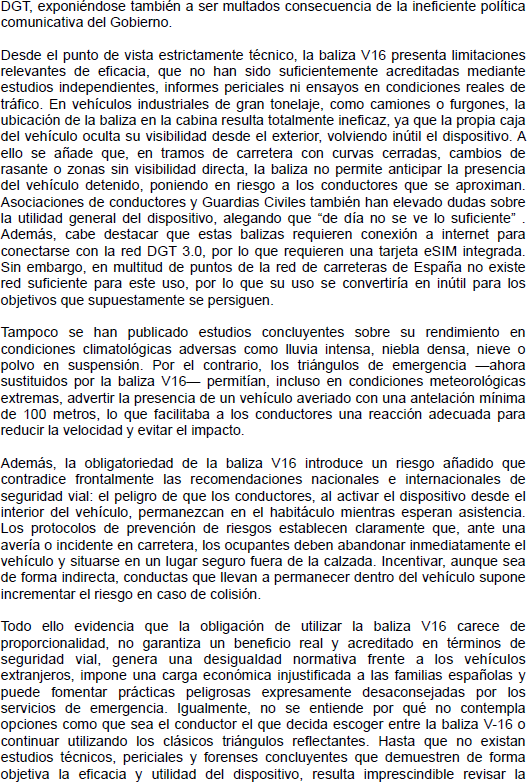 DGT, exponiéndose también a ser multados consecuencia de la ineficiente política
comunicativa del Gobierno.
Desde el punto de vista estrictamente técnico, la baliza V16 presenta limitaciones
relevantes de eficacia, que no han sido suficientemente acreditadas mediante
estudios independientes, informes periciales ni ensayos en condiciones reales de
tráfico. En vehículos industriales de gran tonelaje, como camiones o furgones, la
ubicación de la baliza en la cabina resulta totalmente ineficaz, ya que la propia caja
del vehículo oculta su visibilidad desde el exterior, volviendo inútil el dispositivo. A
ello se añade que, en tramos de carretera con curvas cerradas, cambios de
rasante o zonas sin visibilidad directa, la baliza no permite anticipar la presencia
del vehículo detenido, poniendo en riesgo a los conductores que se aproximan.
Asociaciones de conductores y Guardias Civiles también han elevado dudas sobre
la utilidad general del dispositivo, alegando que “de día no se ve lo suficiente” .
Además, cabe destacar que estas balizas requieren conexión a internet para
conectarse con la red DGT 3.0, por lo que requieren una tarjeta eSIM integrada.
Sin embargo, en multitud de puntos de la red de carreteras de España no existe
red suficiente para este uso, por lo que su uso se convertiría en inútil para los
objetivos que supuestamente se persiguen.
Tampoco se han publicado estudios concluyentes sobre su rendimiento en
condiciones climatológicas adversas como lluvia intensa, niebla densa, nieve o
polvo en suspensión. Por el contrario, los triángulos de emergencia —ahora
sustituidos por la baliza V16— permitían, incluso en condiciones meteorológicas
extremas, advertir la presencia de un vehículo averiado con una antelación mínima
de 100 metros, lo que facilitaba a los conductores una reacción adecuada para
reducir la velocidad y evitar el impacto.
Además, la obligatoriedad de la baliza V16 introduce un riesgo añadido que
contradice frontalmente las recomendaciones nacionales e internacionales de
seguridad vial: el peligro de que los conductores, al activar el dispositivo desde el
interior del vehículo, permanezcan en el habitáculo mientras esperan asistencia.
Los protocolos de prevención de riesgos establecen claramente que, ante una
avería o incidente en carretera, los ocupantes deben abandonar inmediatamente el
vehículo y situarse en un lugar seguro fuera de la calzada. Incentivar, aunque sea
de forma indirecta, conductas que llevan a permanecer dentro del vehículo supone
incrementar el riesgo en caso de colisión.
Todo ello evidencia que la obligación de utilizar la baliza V16 carece de
proporcionalidad, no garantiza un beneficio real y acreditado en términos de
seguridad vial, genera una desigualdad normativa frente a los vehículos
extranjeros, impone una carga económica injustificada a las familias españolas y
puede fomentar prácticas peligrosas expresamente desaconsejadas por los
servicios de emergencia. Igualmente, no se entiende por qué no contempla
opciones como que sea el conductor el que decida escoger entre la baliza V-16 o
continuar utilizando los clásicos triángulos reflectantes. Hasta que no existan
estudios técnicos, periciales y forenses concluyentes que demuestren de forma
objetiva la eficacia y utilidad del dispositivo, resulta imprescindible revisar la